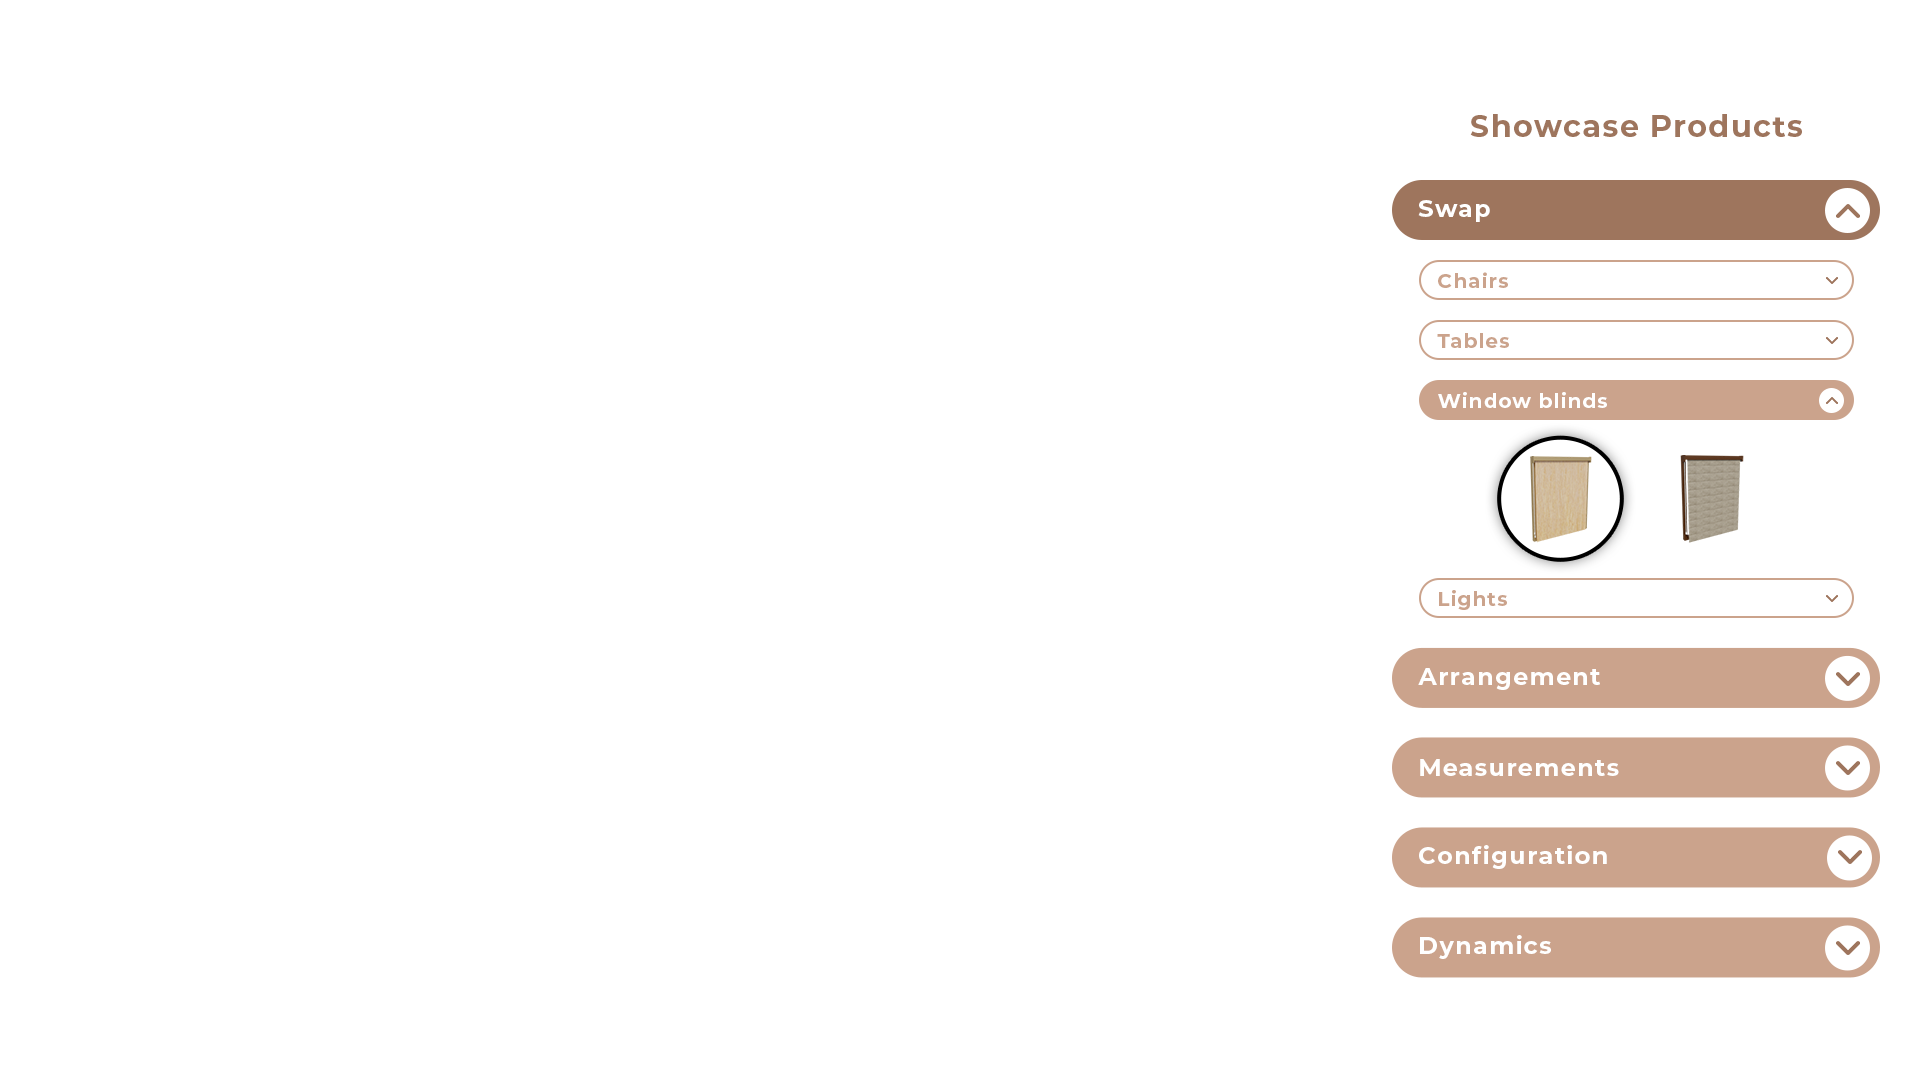 Showcase Products
Swap
Chairs
Tables
Window blinds
Lights
Arrangement
Measurements
Configuration
Dynamics